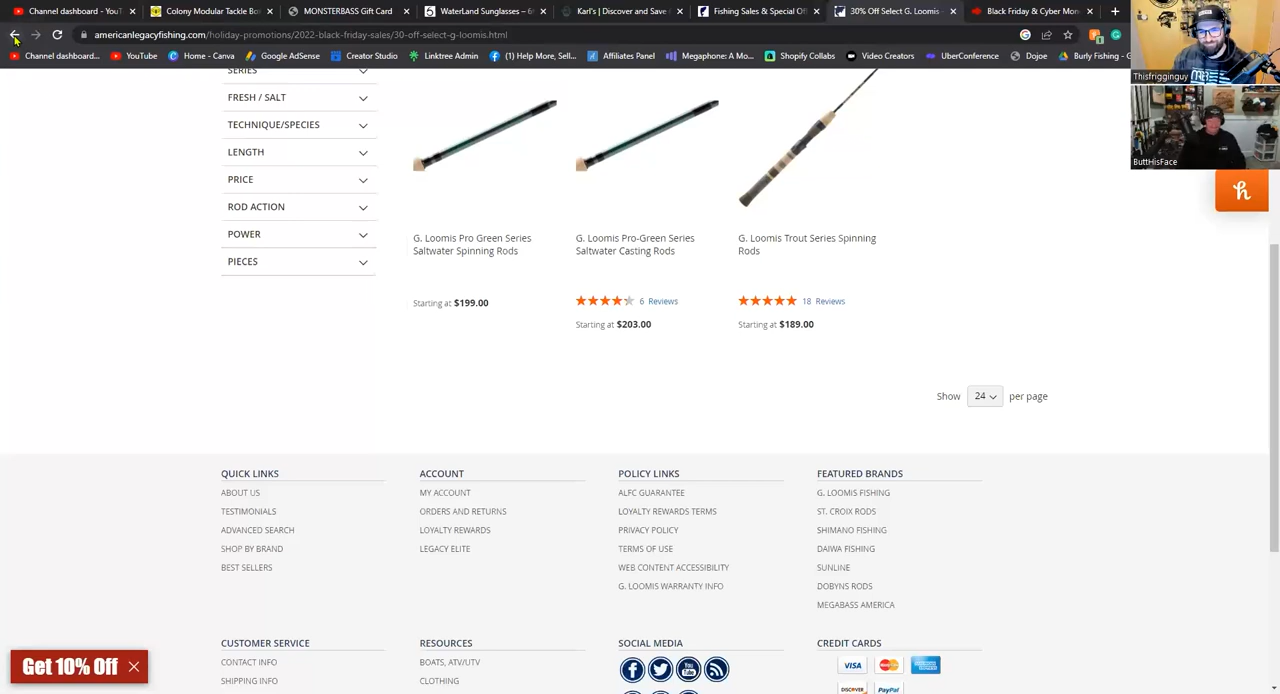 Channel dashboard - YouT
Colony Modular Tackle Bo
MONSTERBASS Gift Card
WaterLand Sunglasses – 6
Karl's | Discover and Save
Fishing Sales & Special Of
30% Off Select G. Loomis
Black Friday & Cyber Mon
americanlegacyfishing.com/holiday-promotions/2022-black-friday-sales/30-off-select-g-loomis.html
Channel dashboard...
YouTube
Home - Canva
Google AdSense
Creator Studió
Linktree Admin
(1) Help More, Sell...
Affiliates Panel
Megaphone: A Mo...
Shopify Collabs
Video Creators
UberConference
Dojoe
Burly Fishing - G
Thisfrigginguy
ButtHisFace
SERIES
FRESH / SALT
TECHNIQUE/SPECIES
LENGTH
PRICE
ROD ACTION
POWER
PIECES
G. Loomis Pro Green Series
Saltwater Spinning Rods
Starting at $199.00
G. Loomis Pro-Green Series
Saltwater Casting Rods
6 Reviews
Starting at $203.00
G. Loomis Trout Series Spinning
Rods
18 Reviews
Starting at $189.00
Show 24 per page
QUICK LINKS
ABOUT US
TESTIMONIALS
ADVANCED SEARCH
SHOP BY BRAND
BEST SELLERS
ACCOUNT
MY ACCOUNT
ORDERS AND RETURNS
LOYALTY REWARDS
LEGACY ELITE
POLICY LINKS
ALFC GUARANTEE
LOYALTY REWARDS TERMS
PRIVACY POLICY
TERMS OF USE
WEB CONTENT ACCESSIBILITY
G. LOOMIS WARRANTY INFO
FEATURED BRANDS
G. LOOMIS FISHING
ST. CROIX RODS
SHIMANO FISHING
DAIWA FISHING
SUNLINE
DOBYNS RODS
MEGABASS AMERICA
CUSTOMER SERVICE
CONTACT INFO
SHIPPING INFO
RESOURCES
BOATS, ATV/UTV
CLOTHING
SOCIAL MEDIA
CREDIT CARDS
VISA
DISCOVER
PayPal
Get 10% Off